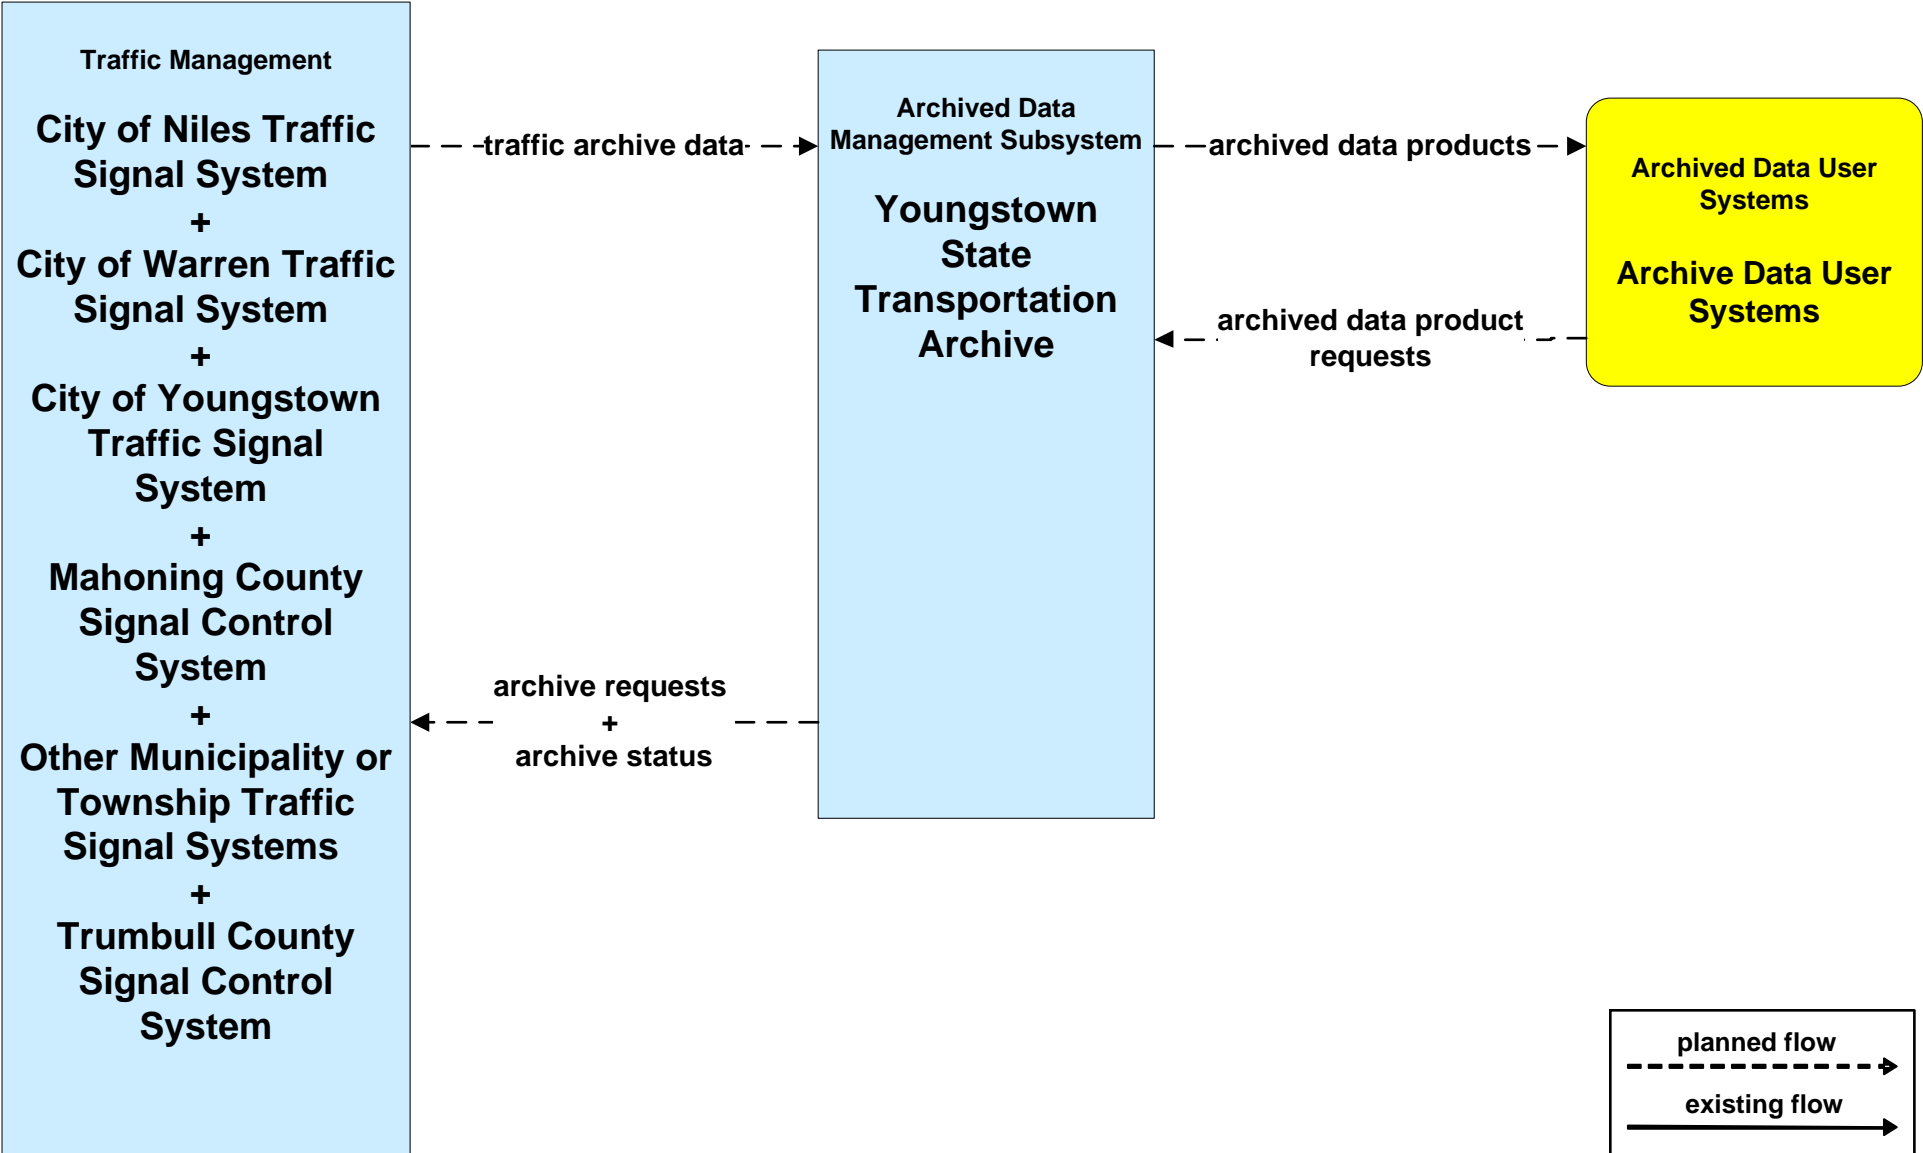 Traffic Management
City of Niles Traffic
Signal System
+
City of Warren Traffic
Signal System
+
City of Youngstown
Traffic Signal
System
+
Mahoning County
Signal Control
System
+
Other Municipality or
Township Traffic
Signal Systems
+
Trumbull County
Signal Control
System
traffic archive data
archive requests
+
archive status
Archived Data
Management Subsystem
Youngstown
State
Transportation
Archive
archived data products
archived data product
requests
Archived Data User
Systems
Archive Data User
Systems
planned flow
existing flow